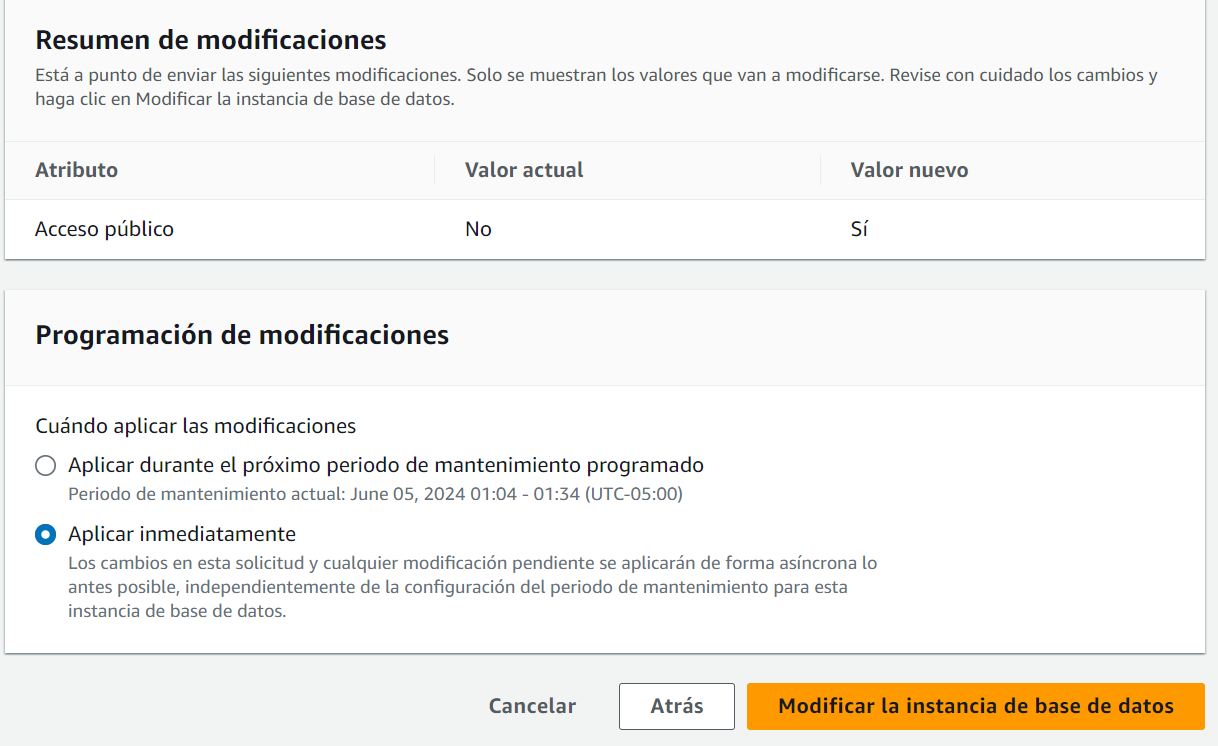 Resumen de modificaciones
Está a punto de enviar las siguientes modificaciones. Solo se muestran los valores que van a modificarse. Revise con cuidado los cambios y
haga clic en Modificar la instancia de base de datos.
Atributo Valor actual Valor nuevo
Acceso público No Sí
Programación de modificaciones
Cuándo aplicar las modificaciones
Aplicar durante el próximo periodo de mantenimiento programado
Periodo de mantenimiento actual: June 05, 2024 01:04 - 01:34 (UTC-05:00)
Aplicar inmediatamente
Los cambios en esta solicitud y cualquier modificación pendiente se aplicarán de forma asíncrona lo
antes posible, independientemente de la configuración del periodo de mantenimiento para esta
instancia de base de datos.
Cancelar Atrás Modificar la instancia de base de datos